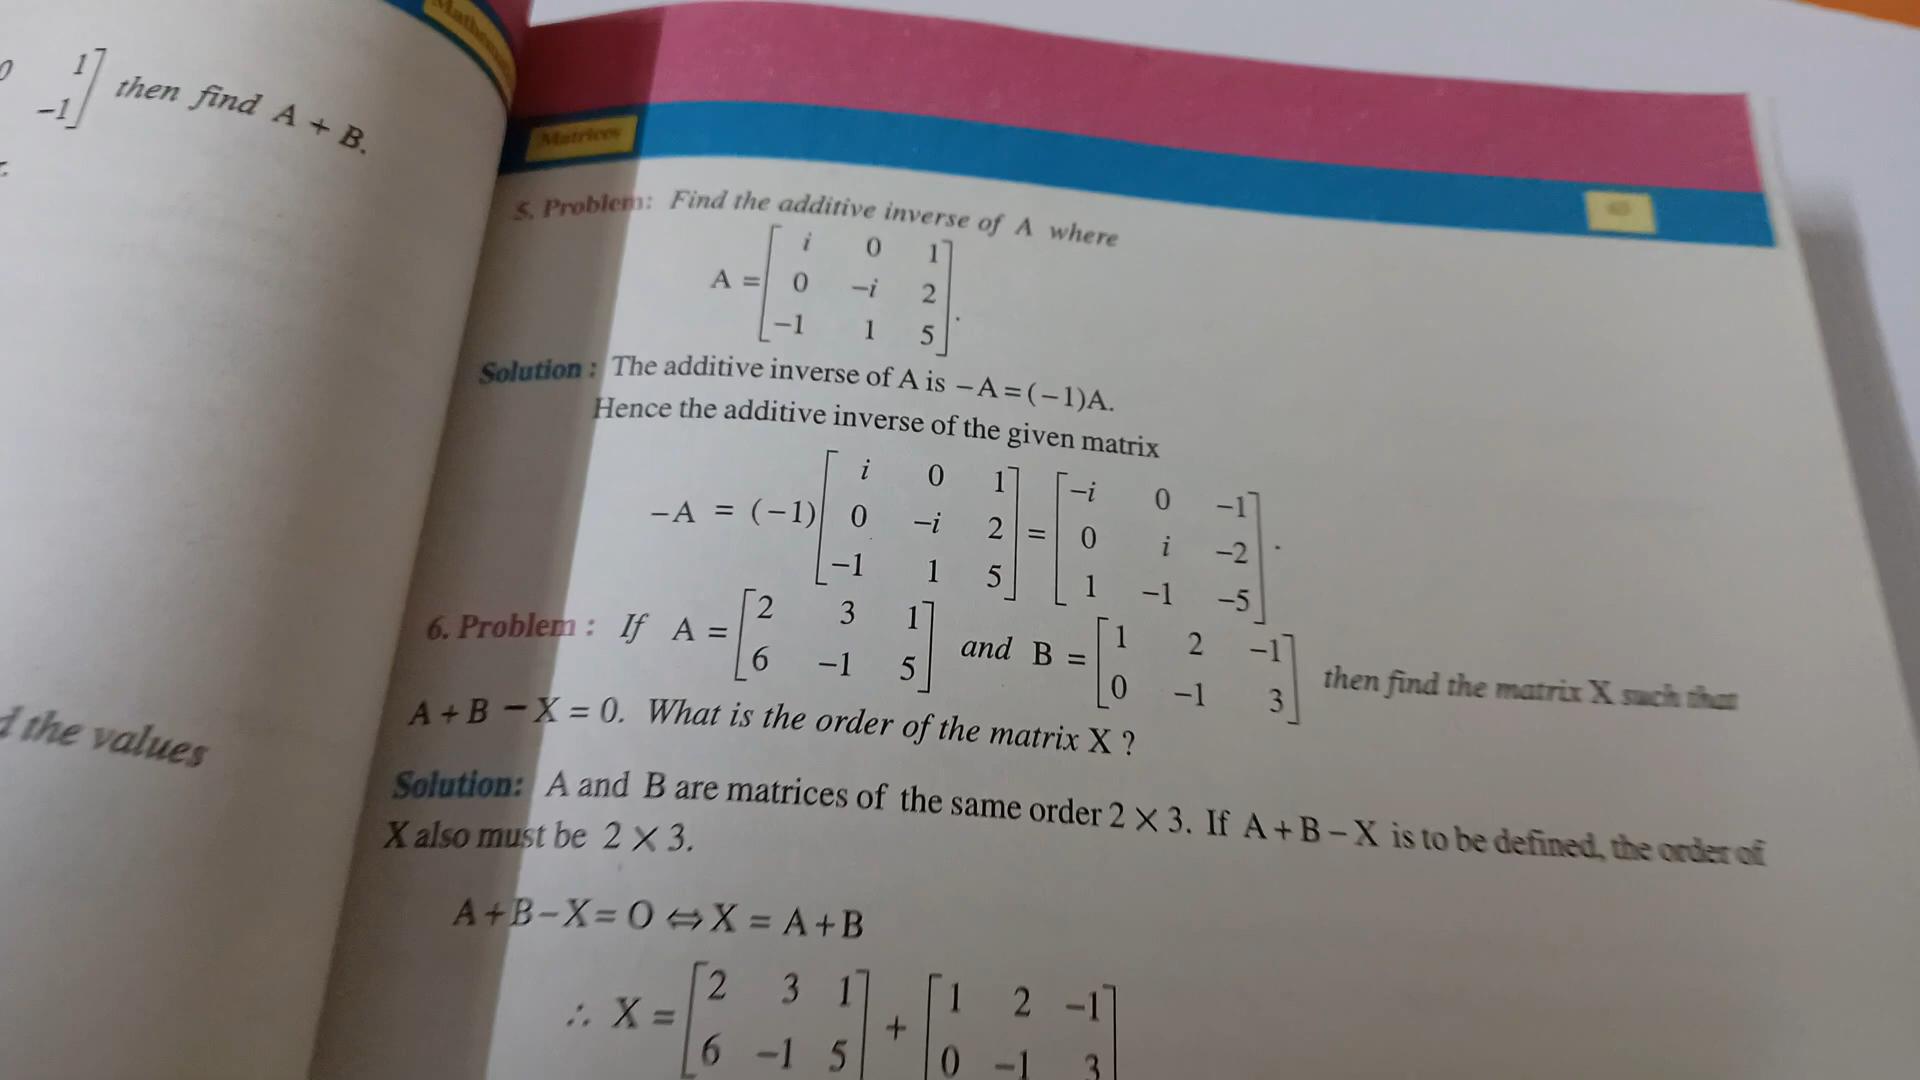 0 1
-1] then find A + B.
d the values
Mathem
Matrices
5. Problem: Find the additive inverse of A where
A = [i 0 1
0 -i 2
-1 1 5].
Solution : The additive inverse of A is -A = (-1)A.
Hence the additive inverse of the given matrix
-A = (-1) [i 0 1
0 -i 2
-1 1 5] = [-i 0 -1
0 i -2
1 -1 -5].
6. Problem : If A = [2 3 1
6 -1 5] and B = [1 2 -1
0 -1 3] then find the matrix X such that
A + B - X = 0. What is the order of the matrix X ?
Solution: A and B are matrices of the same order 2 × 3. If A + B - X is to be defined, the order of
X also must be 2 × 3.
A+B-X= O ⇔ X = A+B
∴ X = [2 3 1
6 -1 5] + [1 2 -1
0 -1 3